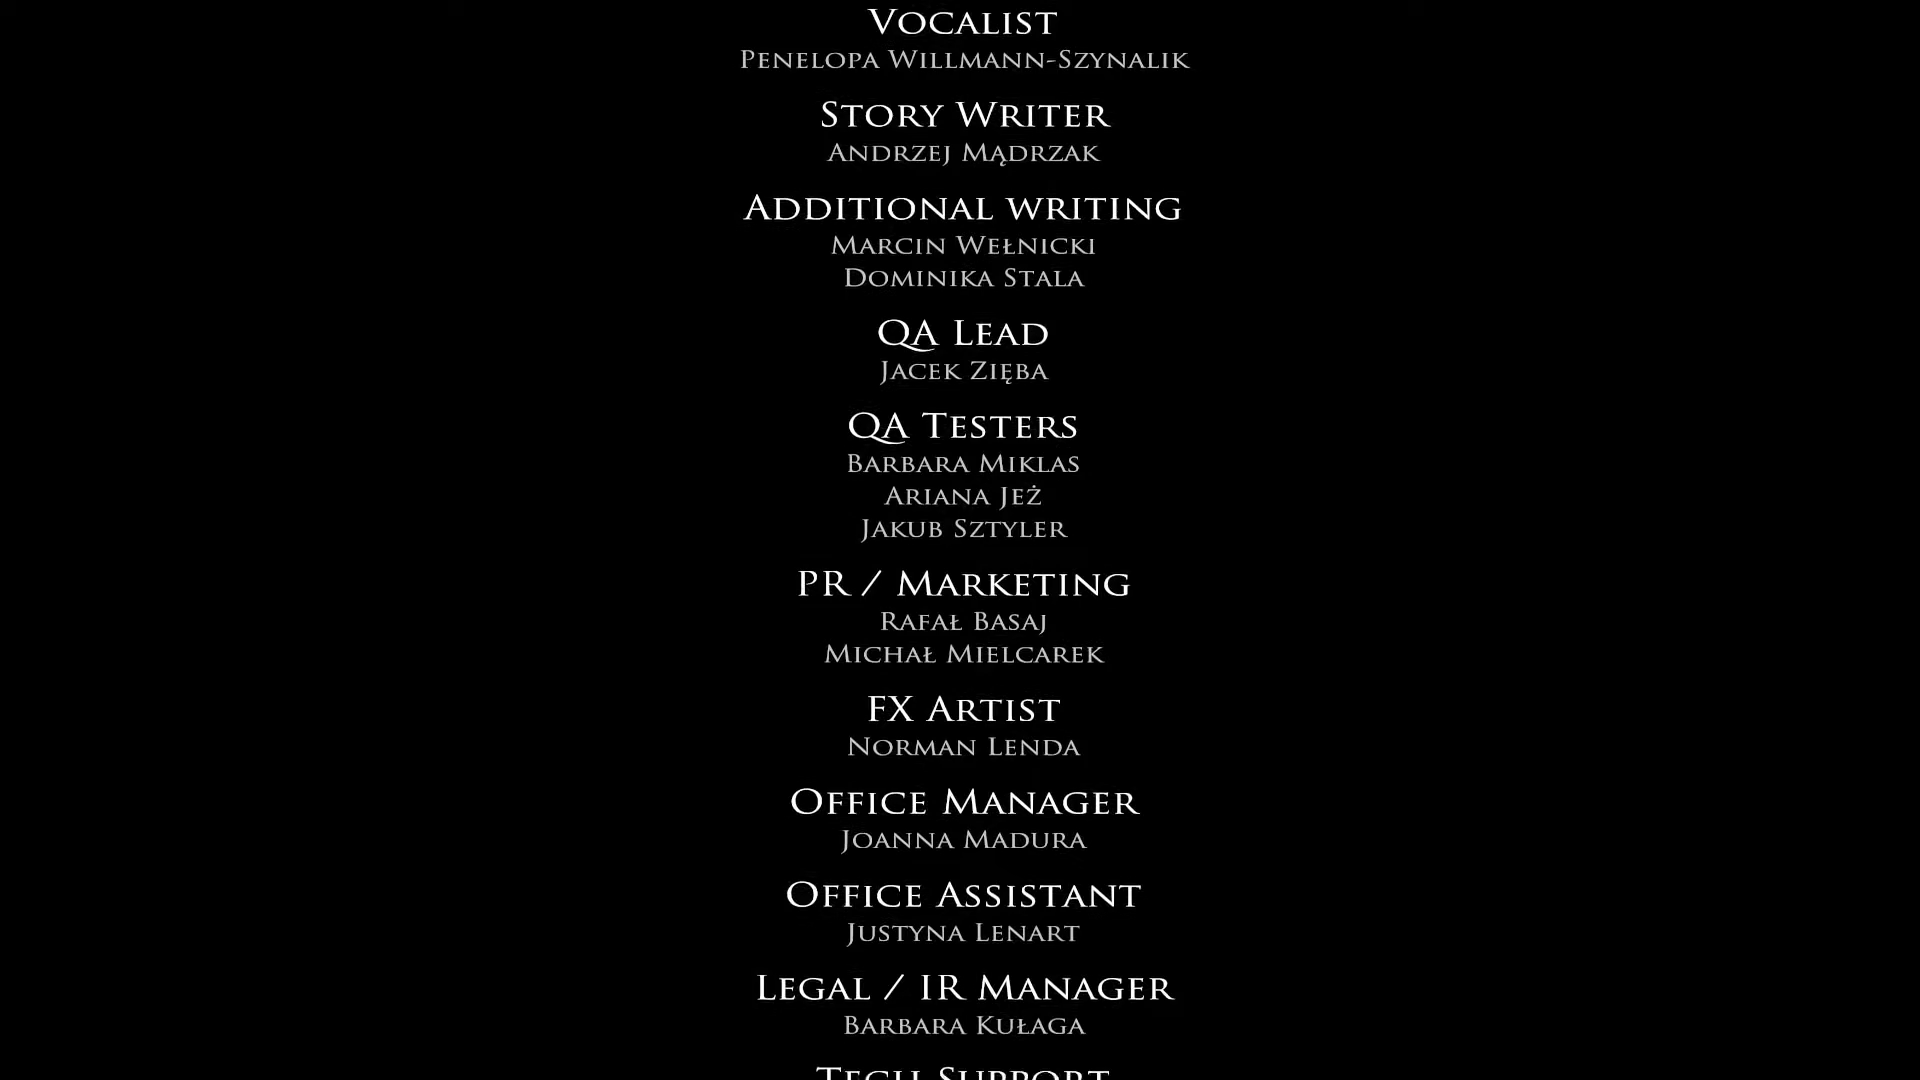 Vocalist
Penelopa Willmann-Szynalik
Story Writer
Andrzej Mądrzak
Additional writing
Marcin Wełnicki
Dominika Stala
QA Lead
Jacek Zięba
QA Testers
Barbara Miklas
Ariana Jeż
Jakub Sztyler
PR / Marketing
Rafał Basaj
Michał Mielcarek
FX Artist
Norman Lenda
Office Manager
Joanna Madura
Office Assistant
Justyna Lenart
Legal / IR Manager
Barbara Kułaga
Tech Support